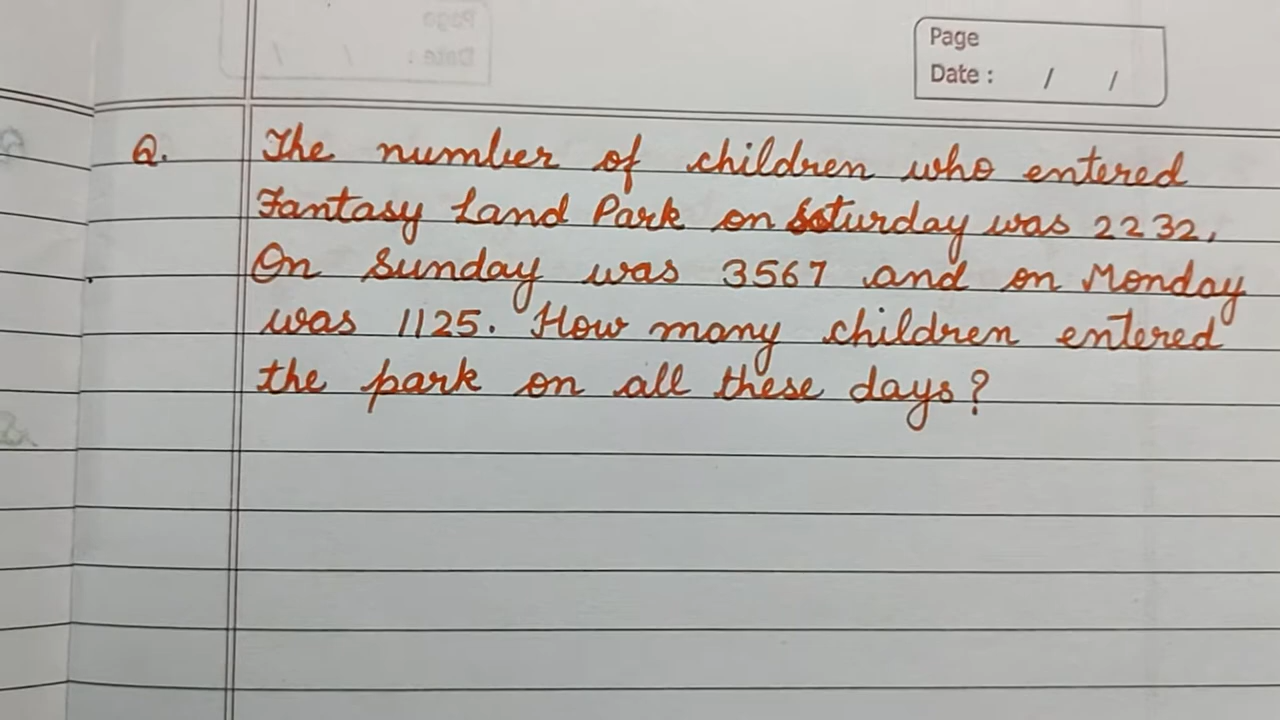 Page
Date : / /
Q. The number of children who entered
Fantasy Land Park on Saturday was 2232,
On Sunday was 3567 and on Monday
was 1125. How many children entered
the park on all these days?